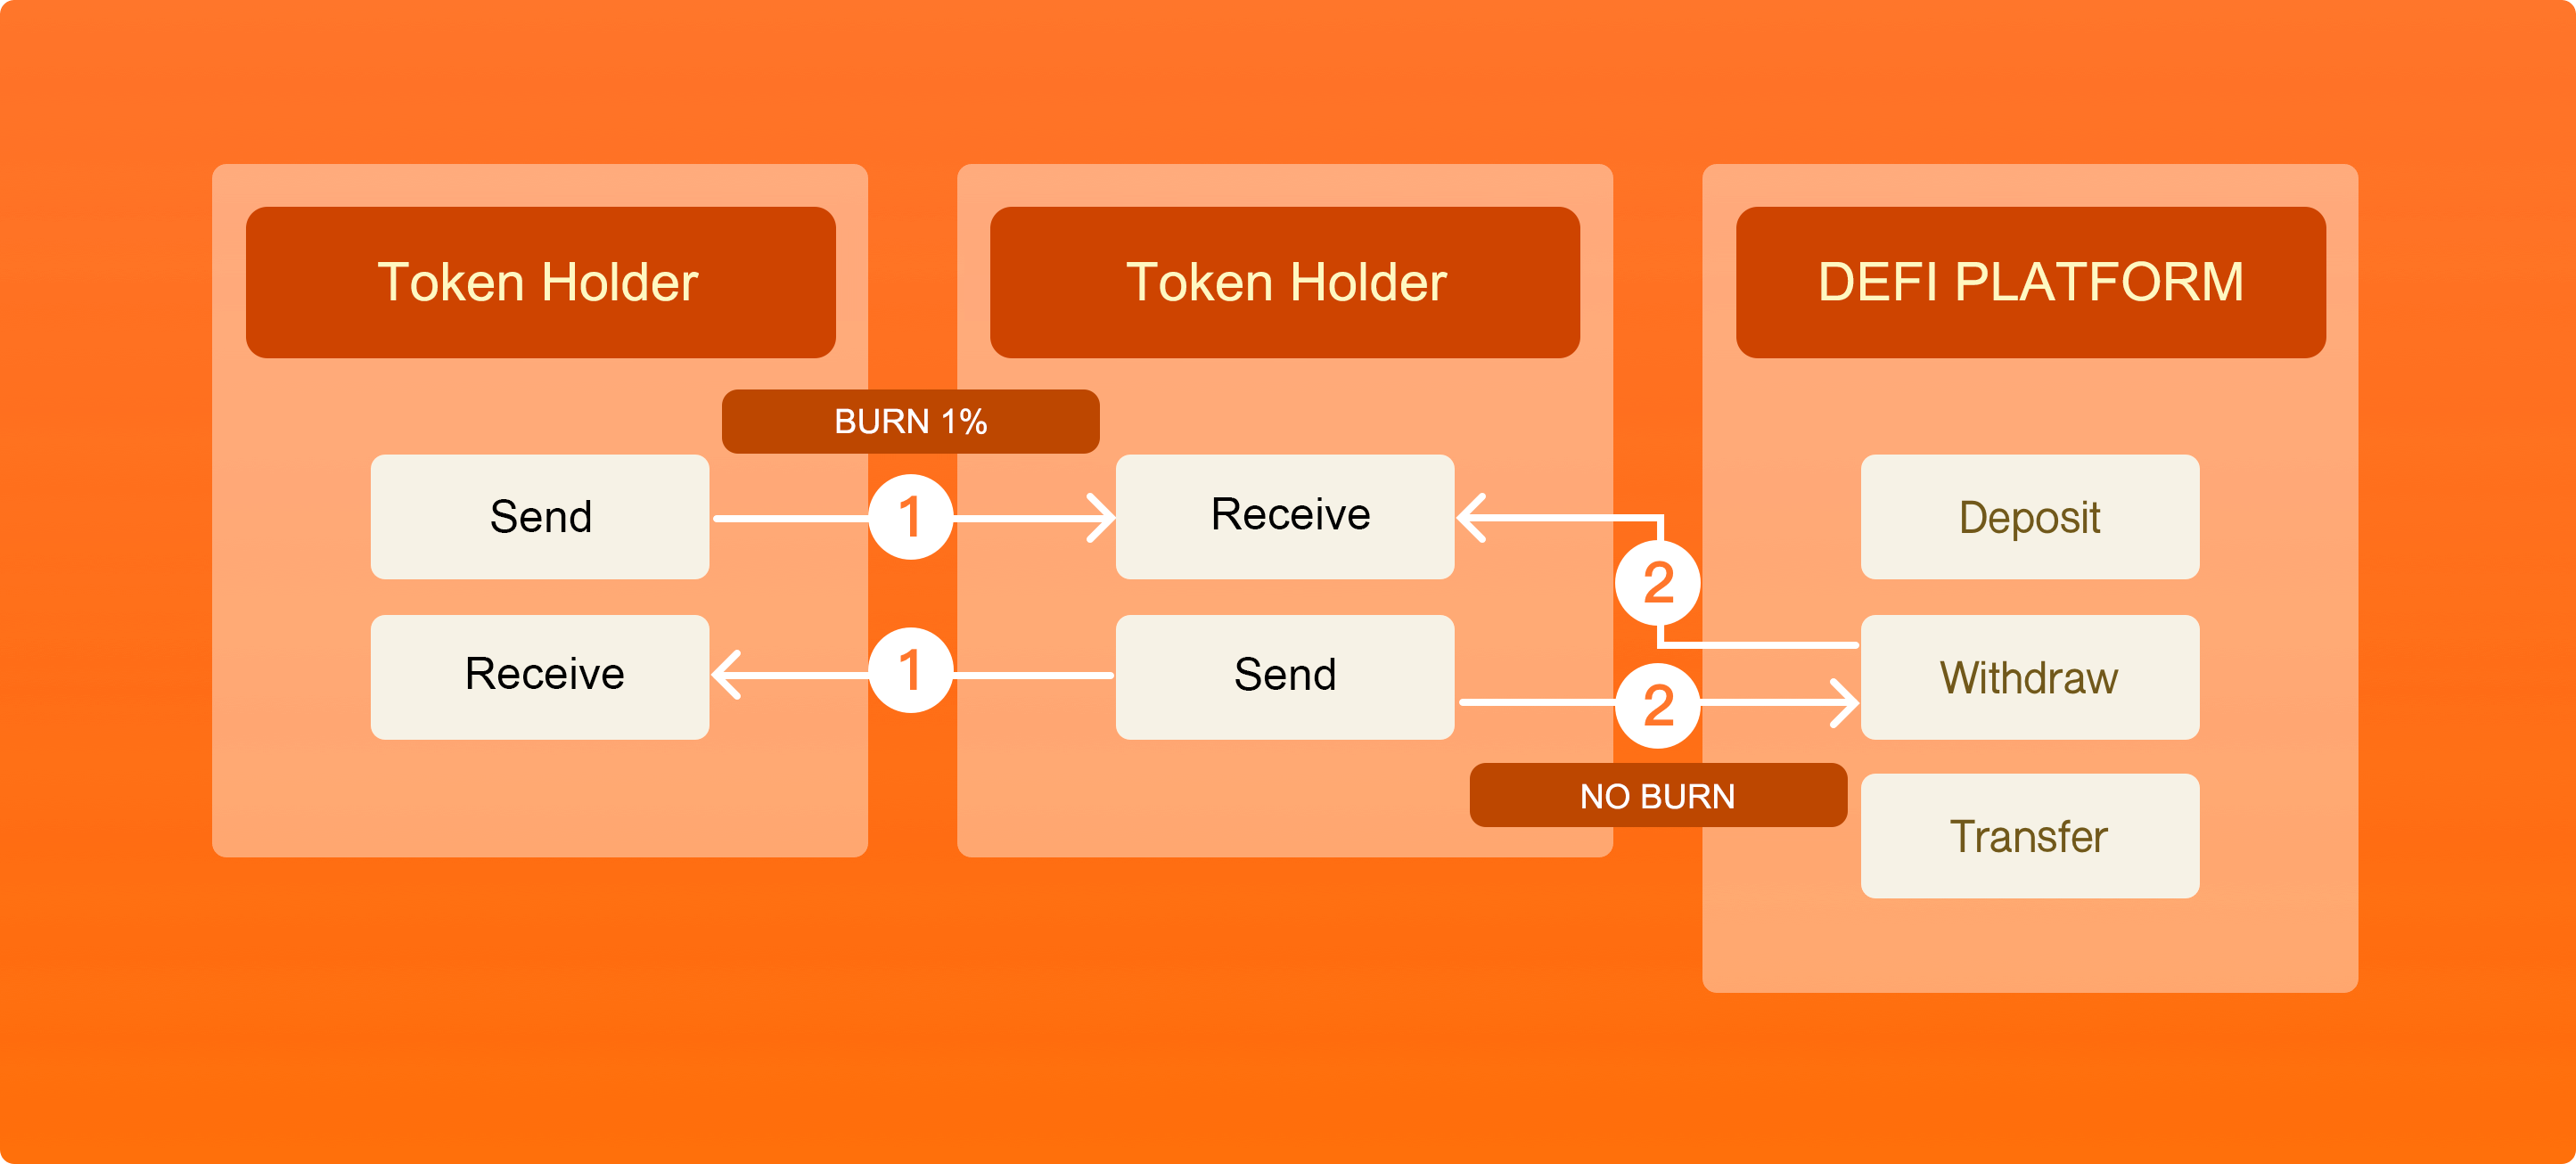 Token Holder
Token Holder
DEFI PLATFORM
BURN 1%
Send
1
Receive
2
Deposit
Receive
1
Send
2
Withdraw
NO BURN
Transfer